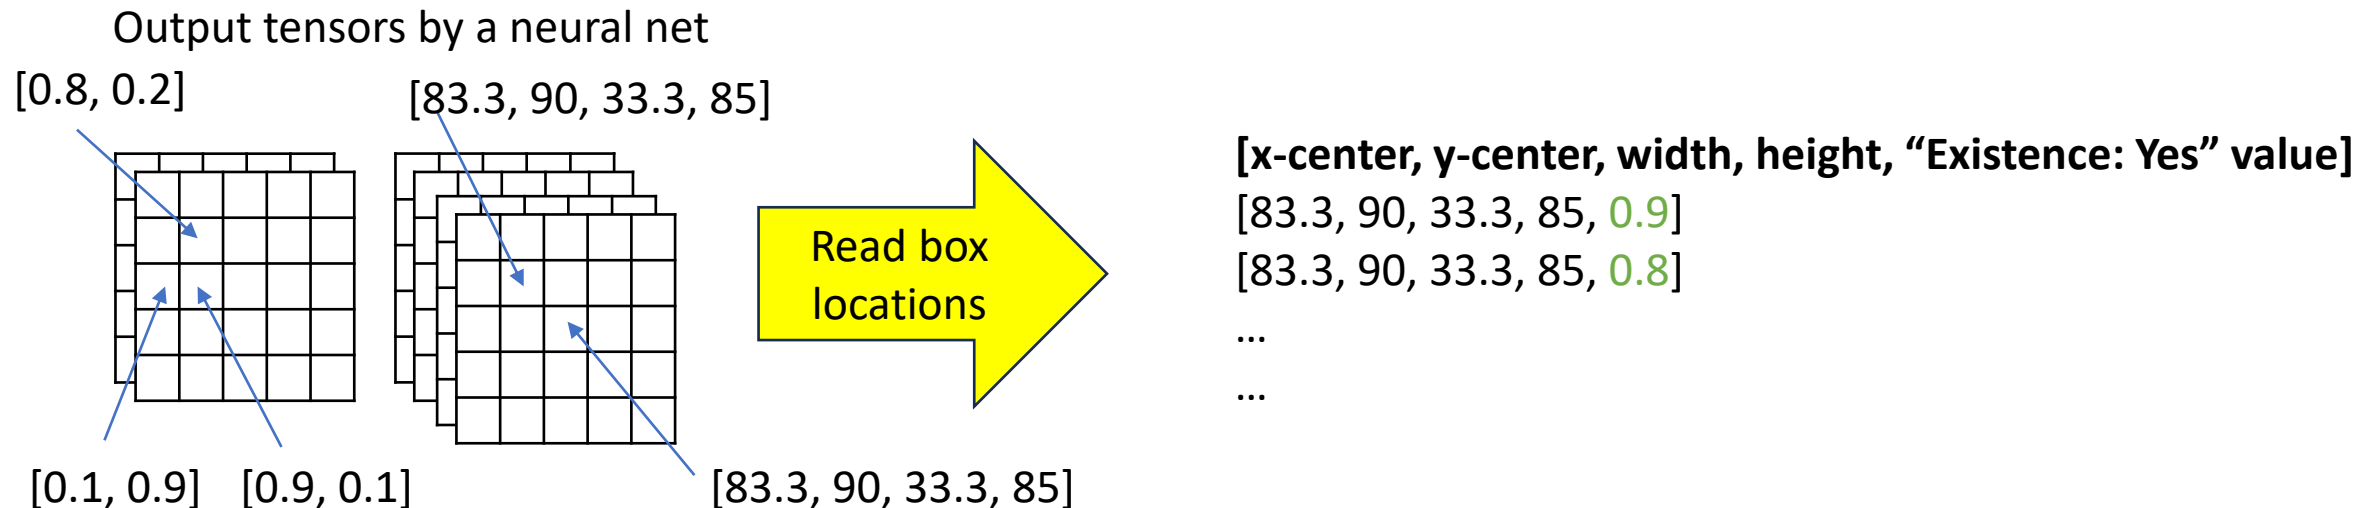 Output tensors by a neural net
[0.8, 0.2]
[83.3, 90, 33.3, 85]
[0.1, 0.9]
[0.9, 0.1]
[83.3, 90, 33.3, 85]
Read box
locations
[x-center, y-center, width, height, “Existence: Yes” value]
[83.3, 90, 33.3, 85, 0.9]
[83.3, 90, 33.3, 85, 0.8]
...
...